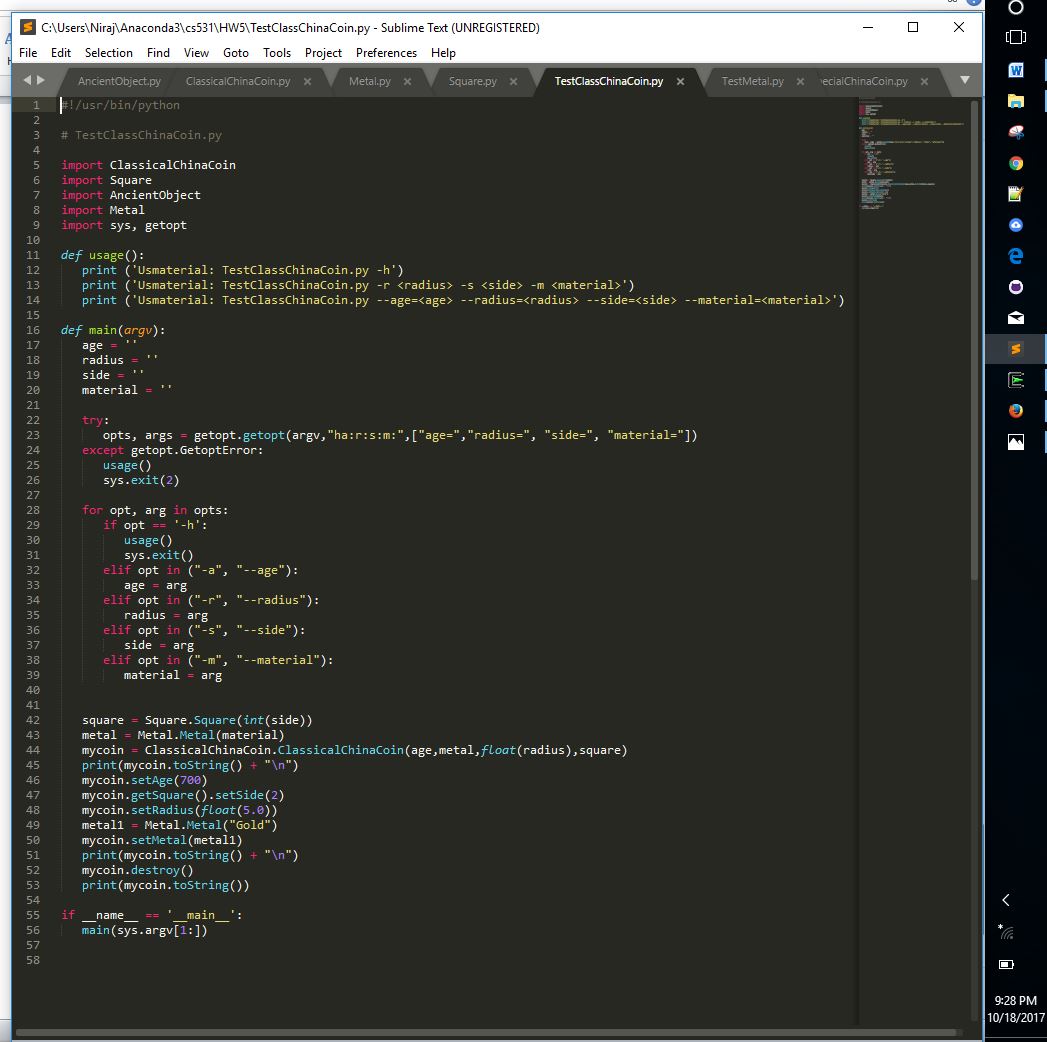 C:\Users\Niraj\Anaconda3\cs531\HW5\TestClassChinaCoin.py - Sublime Text (UNREGISTERED)
File Edit Selection Find View Goto Tools Project Preferences Help
AncientObject.py ClassicalChinaCoin.py Metal.py Square.py TestClassChinaCoin.py TestMetal.py ecialChinaCoin.py
1 #!/usr/bin/python
2
3 # TestClassChinaCoin.py
4
5 import ClassicalChinaCoin
6 import Square
7 import AncientObject
8 import Metal
9 import sys, getopt
10
11 def usage():
12 print ('Usmaterial: TestClassChinaCoin.py -h')
13 print ('Usmaterial: TestClassChinaCoin.py -r <radius> -s <side> -m <material>')
14 print ('Usmaterial: TestClassChinaCoin.py --age=<age> --radius=<radius> --side=<side> --material=<material>')
15
16 def main(argv):
17 age = ''
18 radius = ''
19 side = ''
20 material = ''
21
22 try:
23 opts, args = getopt.getopt(argv,"ha:r:s:m:",["age=","radius=", "side=", "material="])
24 except getopt.GetoptError:
25 usage()
26 sys.exit(2)
27
28 for opt, arg in opts:
29 if opt == '-h':
30 usage()
31 sys.exit()
32 elif opt in ("-a", "--age"):
33 age = arg
34 elif opt in ("-r", "--radius"):
35 radius = arg
36 elif opt in ("-s", "--side"):
37 side = arg
38 elif opt in ("-m", "--material"):
39 material = arg
40
41
42 square = Square.Square(int(side))
43 metal = Metal.Metal(material)
44 mycoin = ClassicalChinaCoin.ClassicalChinaCoin(age,metal,float(radius),square)
45 print(mycoin.toString() + "\n")
46 mycoin.setAge(700)
47 mycoin.getSquare().setSide(2)
48 mycoin.setRadius(float(5.0))
49 metal1 = Metal.Metal("Gold")
50 mycoin.setMetal(metal1)
51 print(mycoin.toString() + "\n")
52 mycoin.destroy()
53 print(mycoin.toString())
54
55 if __name__ == '__main__':
56 main(sys.argv[1:])
57
58
9:28 PM
10/18/2017